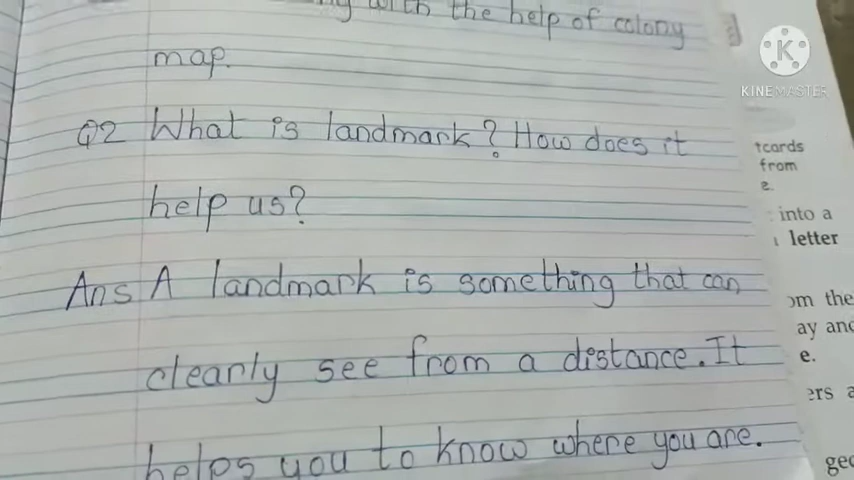 with the help of colony
map.
Q2 What is landmark? How does it
help us?
Ans A landmark is something that can
clearly see from a distance. It
helps you to know where you are.
K
KINEMASTER
from
into a
letter
the
e.